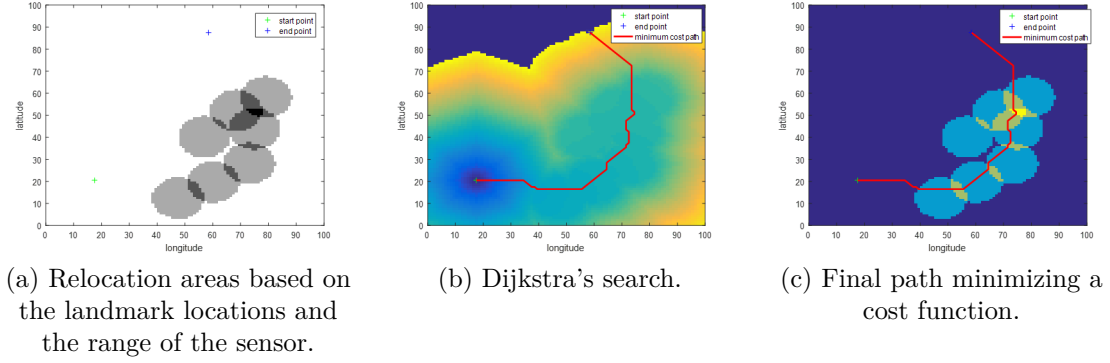 start point
end point
100
90
80
70
60
50
40
30
20
10
0
latitude
0 10 20 30 40 50 60 70 80 90 100
longitude
start point
end point
minimum cost path
100
90
80
70
60
50
40
30
20
10
0
latitude
0 10 20 30 40 50 60 70 80 90 100
longitude
start point
end point
minimum cost path
100
90
80
70
60
50
40
30
20
10
0
latitude
0 10 20 30 40 50 60 70 80 90 100
longitude
(a) Relocation areas based on
the landmark locations and
the range of the sensor.
(b) Dijkstra's search.
(c) Final path minimizing a
cost function.